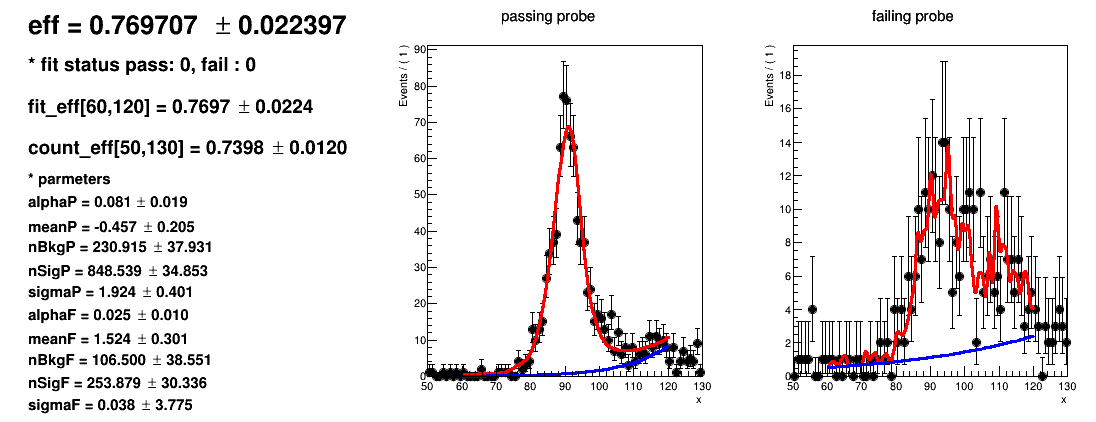 eff = 0.769707 ± 0.022397
* fit status pass: 0, fail : 0
fit_eff[60,120] = 0.7697 ± 0.0224
count_eff[50,130] = 0.7398 ± 0.0120
* parmeters
alphaP = 0.081 ± 0.019
meanP = -0.457 ± 0.205
nBkgP = 230.915 ± 37.931
nSigP = 848.539 ± 34.853
sigmaP = 1.924 ± 0.401
alphaF = 0.025 ± 0.010
meanF = 1.524 ± 0.301
nBkgF = 106.500 ± 38.551
nSigF = 253.879 ± 30.336
sigmaF = 0.038 ± 3.775
passing probe
Events / ( 1 )
90
80
70
60
50
40
30
20
10
0
50 60 70 80 90 100 110 120 130
x
failing probe
Events / ( 1 )
18
16
14
12
10
8
6
4
2
0
50 60 70 80 90 100 110 120 130
x